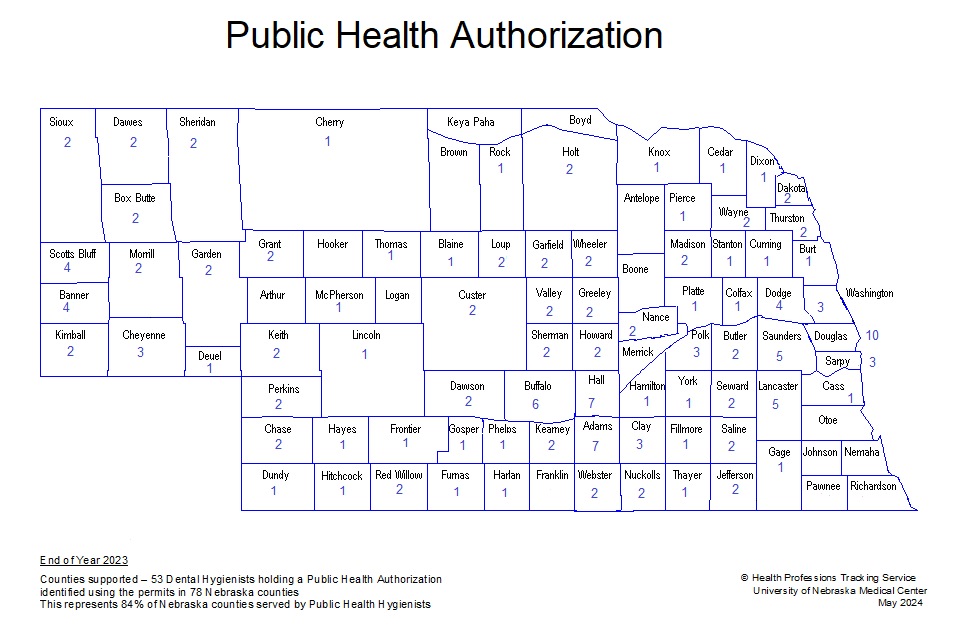 Public Health Authorization
Sioux Dawes Sheridan Cherry Keya Paha Boyd
2 2 2 1
Brown Rock Holt Knox Cedar Dixon
1 2 1 1 1
Dakota
2
Box Butte Antelope Pierce
2 1
Wayne Thurston
2 2
Scotts Bluff Morrill Garden Grant Hooker Thomas Blaine Loup Garfield Wheeler Madison Stanton Cuming Burt
4 2 2 2 1 1 2 2 2 2 1 1 1
Boone
Banner Arthur McPherson Logan Custer Valley Greeley Platte Colfax Dodge Washington
4 1 2 2 2 1 1 4 3
Nance
2
Kimball Cheyenne Keith Lincoln Sherman Howard Polk Butler Saunders Douglas 10
2 3 2 1 2 2 3 2 5
Deuel Merrick Sarpy 3
1
Perkins Dawson Buffalo Hall Hamilton York Seward Lancaster Cass
2 2 6 7 1 1 2 5 1
Otoe
Chase Hayes Frontier Gosper Phelps Kearney Adams Clay Fillmore Saline
2 1 1 1 1 2 7 3 1 2
Gage Johnson Nemaha
1
Dundy Hitchcock Red Willow Furnas Harlan Franklin Webster Nuckolls Thayer Jefferson
1 1 2 1 1 2 2 1 2
Pawnee Richardson
End of Year 2023
Counties supported – 53 Dental Hygienists holding a Public Health Authorization
identified using the permits in 78 Nebraska counties
This represents 84% of Nebraska counties served by Public Health Hygienists
© Health Professions Tracking Service
University of Nebraska Medical Center
May 2024